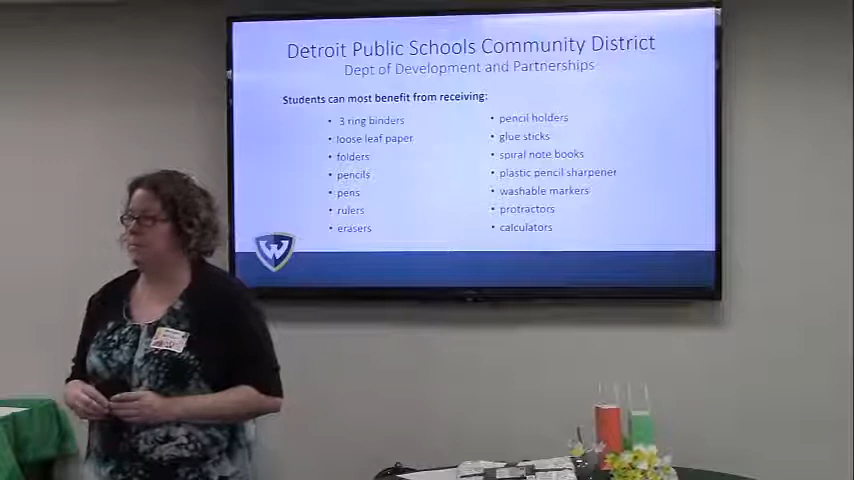 Detroit Public Schools Community District
Dept of Development and Partnerships
Students can most benefit from receiving:
• 3 ring binders
• loose leaf paper
• folders
• pencils
• pens
• rulers
• erasers
• pencil holders
• glue sticks
• spiral note books
• plastic pencil sharpener
• washable markers
• protractors
• calculators
W